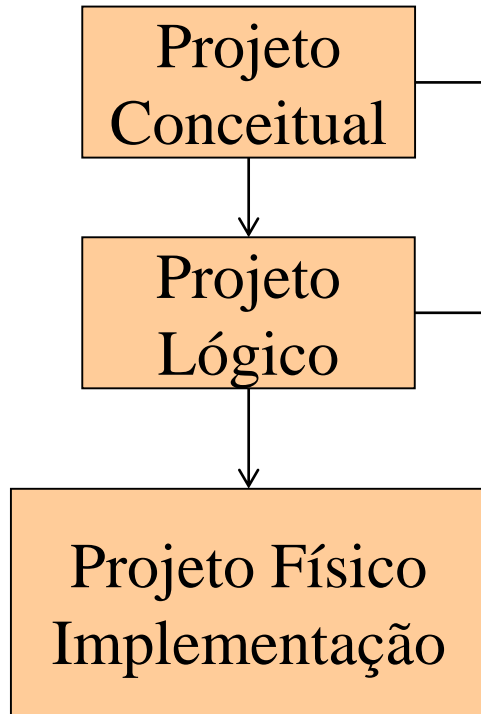 Projeto
Conceitual
Projeto
Lógico
Projeto Físico
Implementação